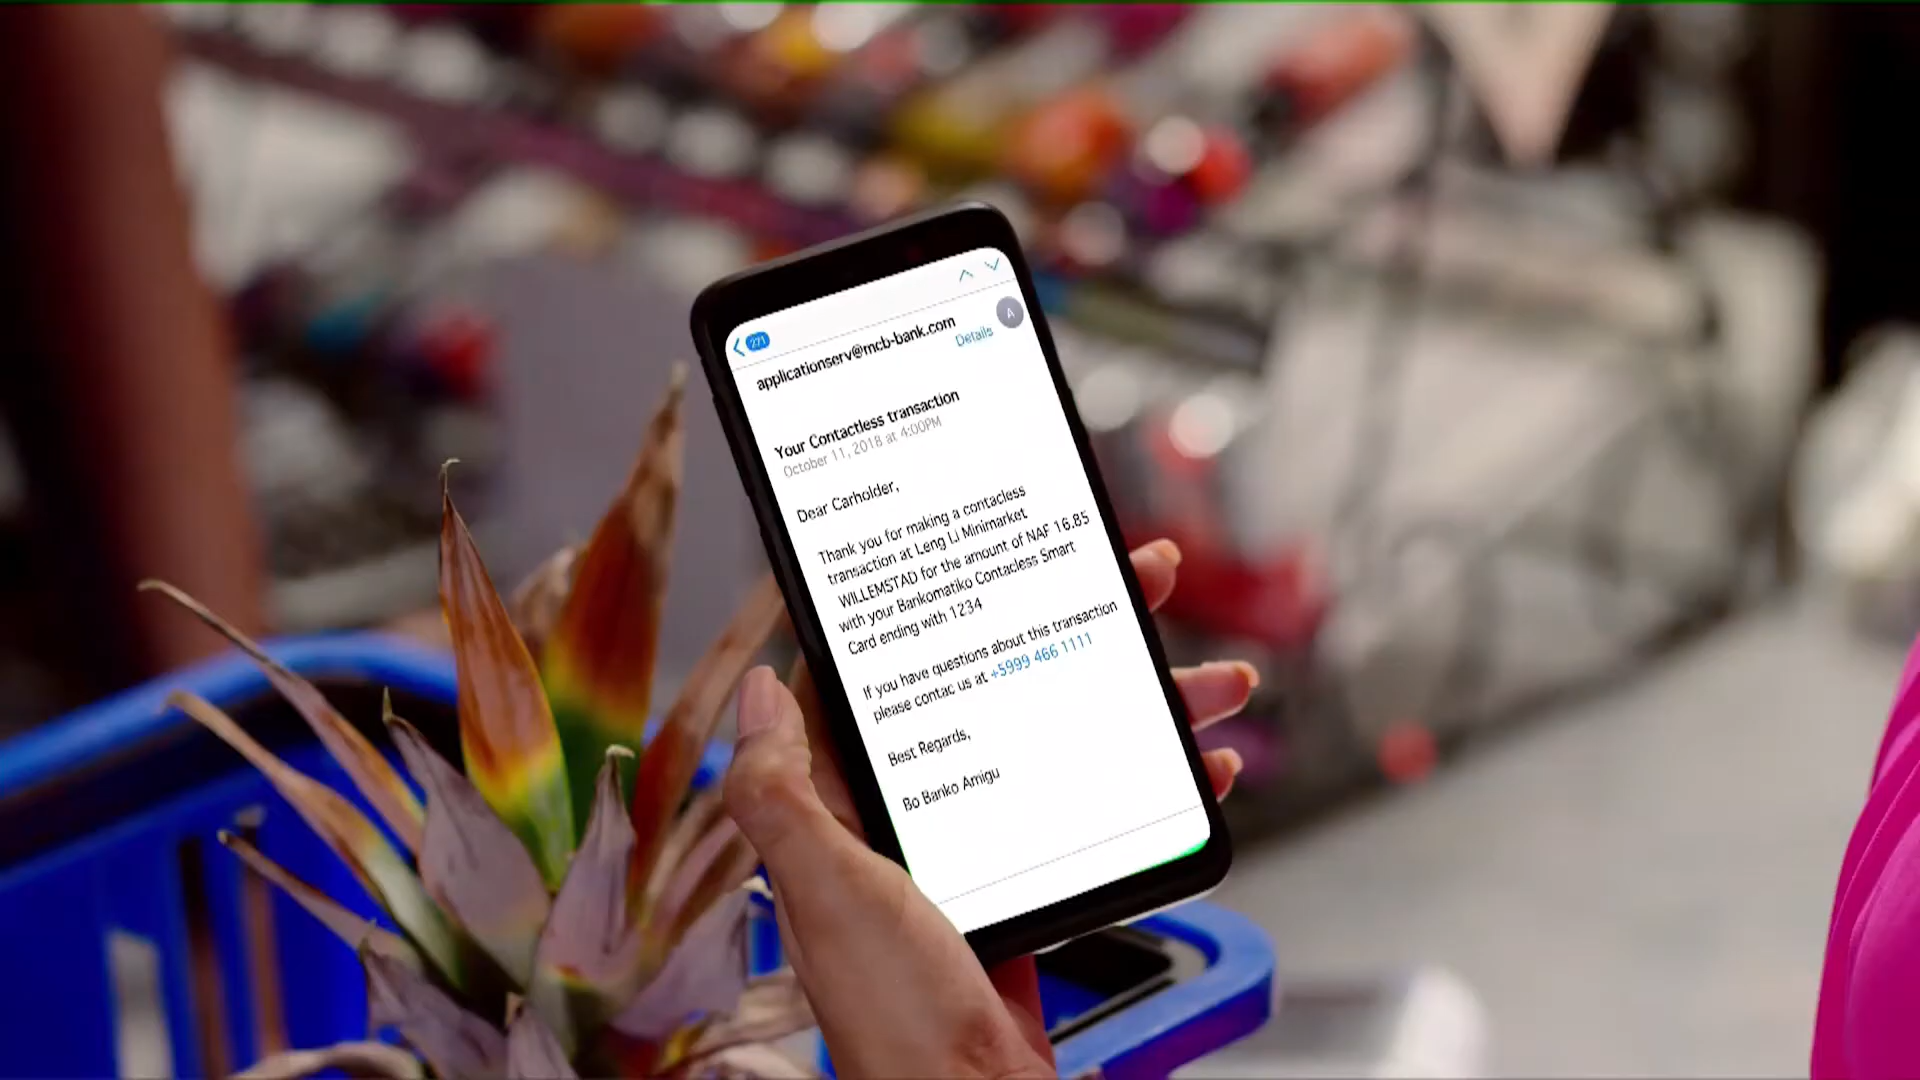 271
applicationserv@mcb-bank.com
A
Details
Your Contactless transaction
October 11, 2018 at 4:00PM
Dear Carholder,
Thank you for making a contacless
transaction at Leng LJ Minimarket
WILLEMSTAD for the amount of NAF 16.85
with your Bankomatiko Contacless Smart
Card ending with 1234
If you have questions about this transaction
please contac us at +5999 466 1111
Best Regards,
Bo Banko Amigu